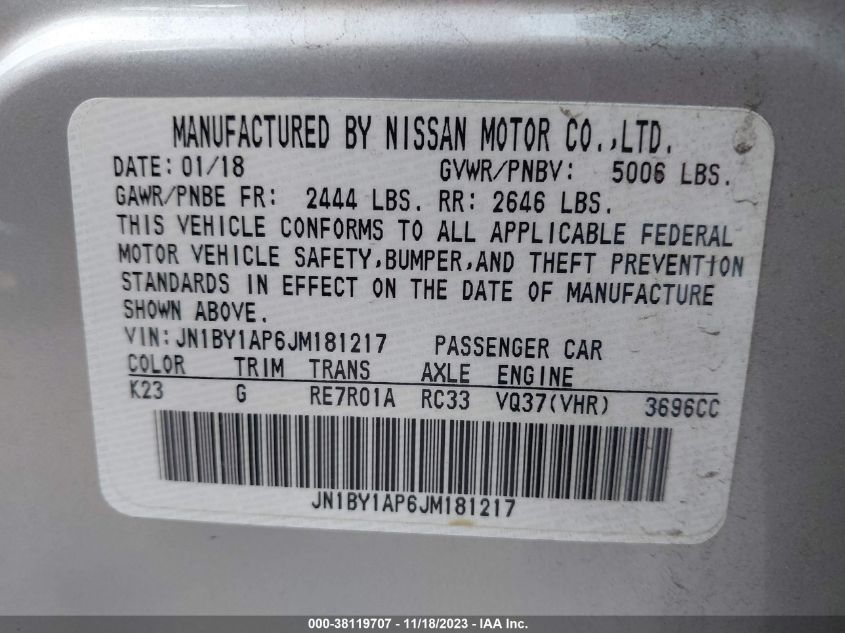 MANUFACTURED BY NISSAN MOTOR CO.,LTD.
DATE: 01/18 GVWR/PNBV: 5006 LBS.
GAWR/PNBE FR: 2444 LBS. RR: 2646 LBS.
THIS VEHICLE CONFORMS TO ALL APPLICABLE FEDERAL
MOTOR VEHICLE SAFETY,BUMPER,AND THEFT PREVENTION
STANDARDS IN EFFECT ON THE DATE OF MANUFACTURE
SHOWN ABOVE.
VIN:JN1BY1AP6JM181217 PASSENGER CAR
COLOR TRIM TRANS AXLE ENGINE
K23 G RE7R01A RC33 VQ37(VHR) 3696CC
JN1BY1AP6JM181217
000-38119707 - 11/18/2023 - IAA Inc.